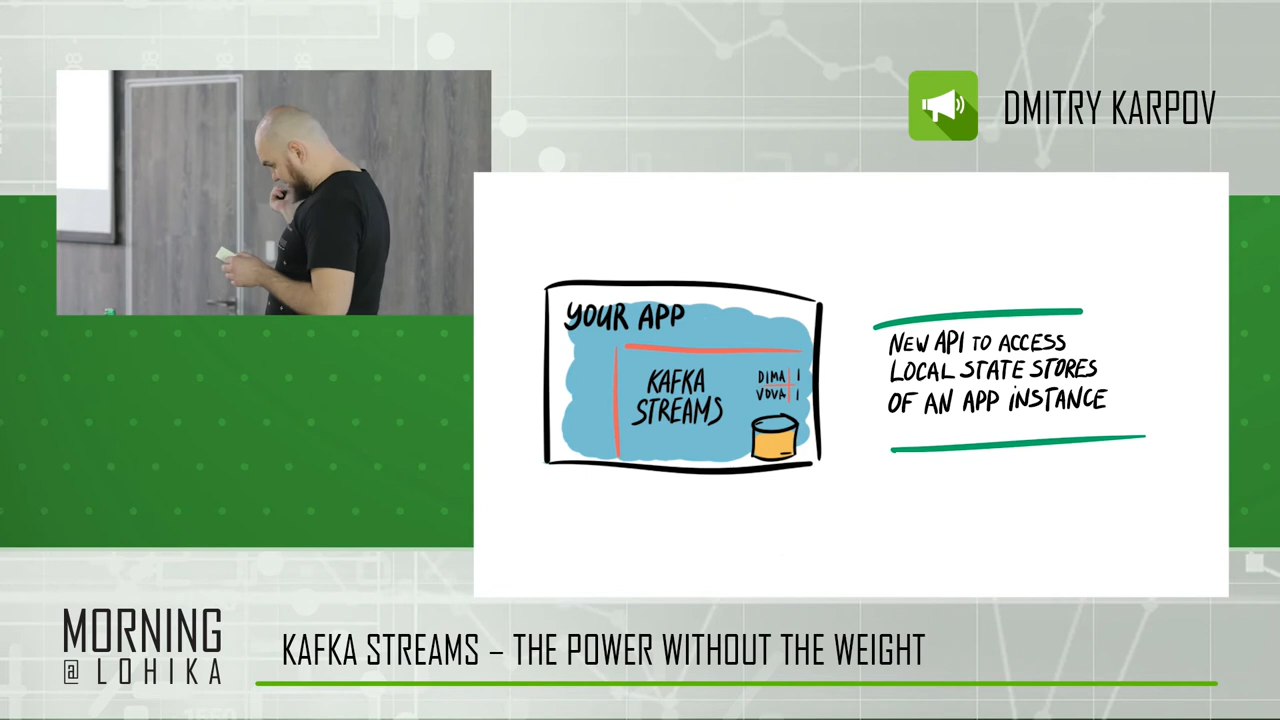 DMITRY KARPOV
YOUR APP
KAFKA
STREAMS
DIMA 1
VOVA 1
NEW API TO ACCESS
LOCAL STATE STORES
OF AN APP INSTANCE
MORNING
@ LOHIKA
KAFKA STREAMS – THE POWER WITHOUT THE WEIGHT